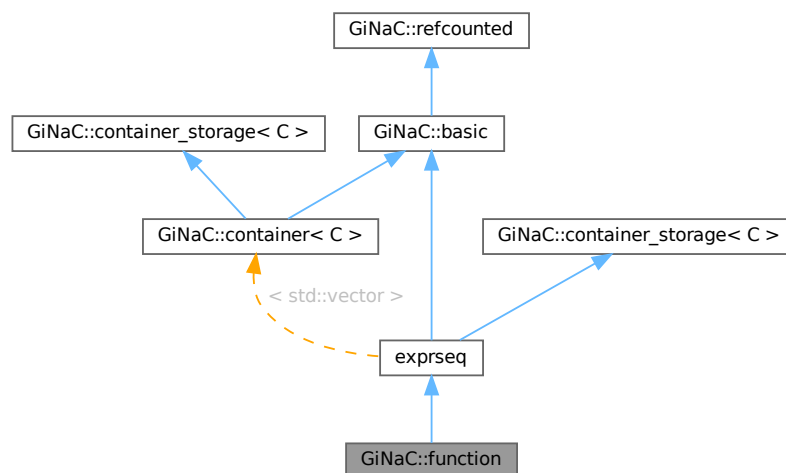 GiNaC::refcounted
GiNaC::container_storage< C >
GiNaC::basic
GiNaC::container< C >
GiNaC::container_storage< C >
< std::vector >
exprseq
GiNaC::function